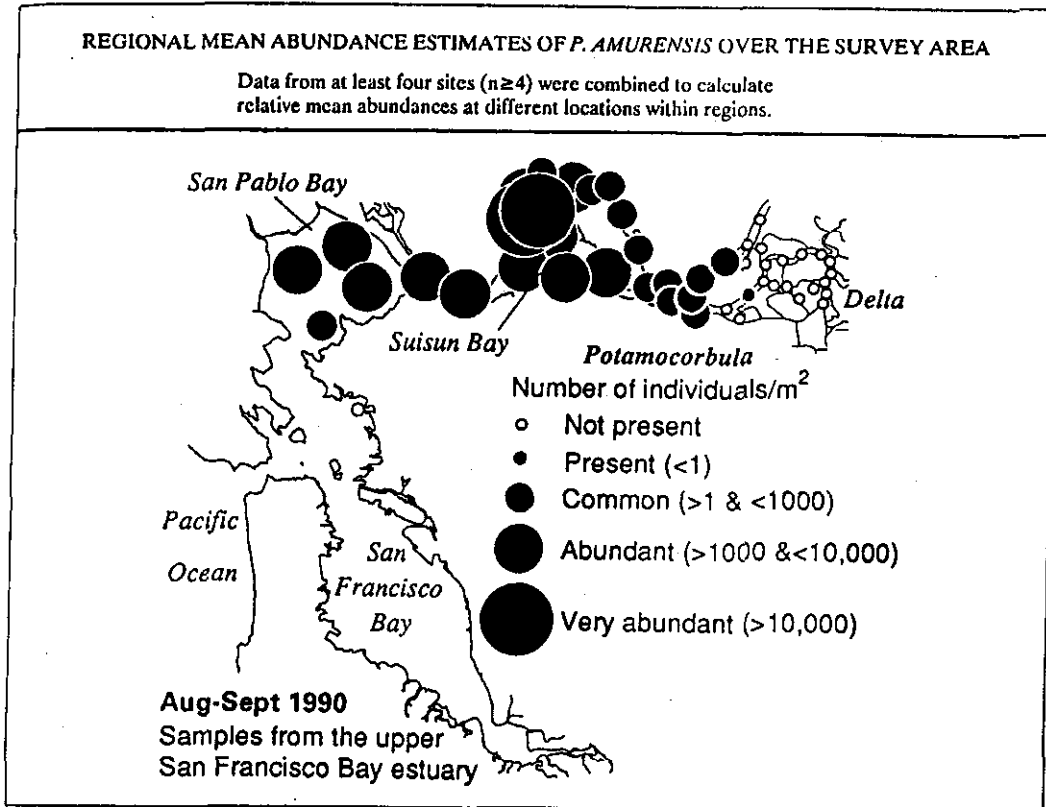 REGIONAL MEAN ABUNDANCE ESTIMATES OF P. AMURENSIS OVER THE SURVEY AREA
Data from at least four sites (n≥4) were combined to calculate
relative mean abundances at different locations within regions.
San Pablo Bay
Suisun Bay
Delta
Potamocorbula
Number of individuals/m²
Not present
Present (<1)
Common (>1 & <1000)
Abundant (>1000 &<10,000)
Very abundant (>10,000)
Pacific
Ocean
San
Francisco
Bay
Aug-Sept 1990
Samples from the upper
San Francisco Bay estuary